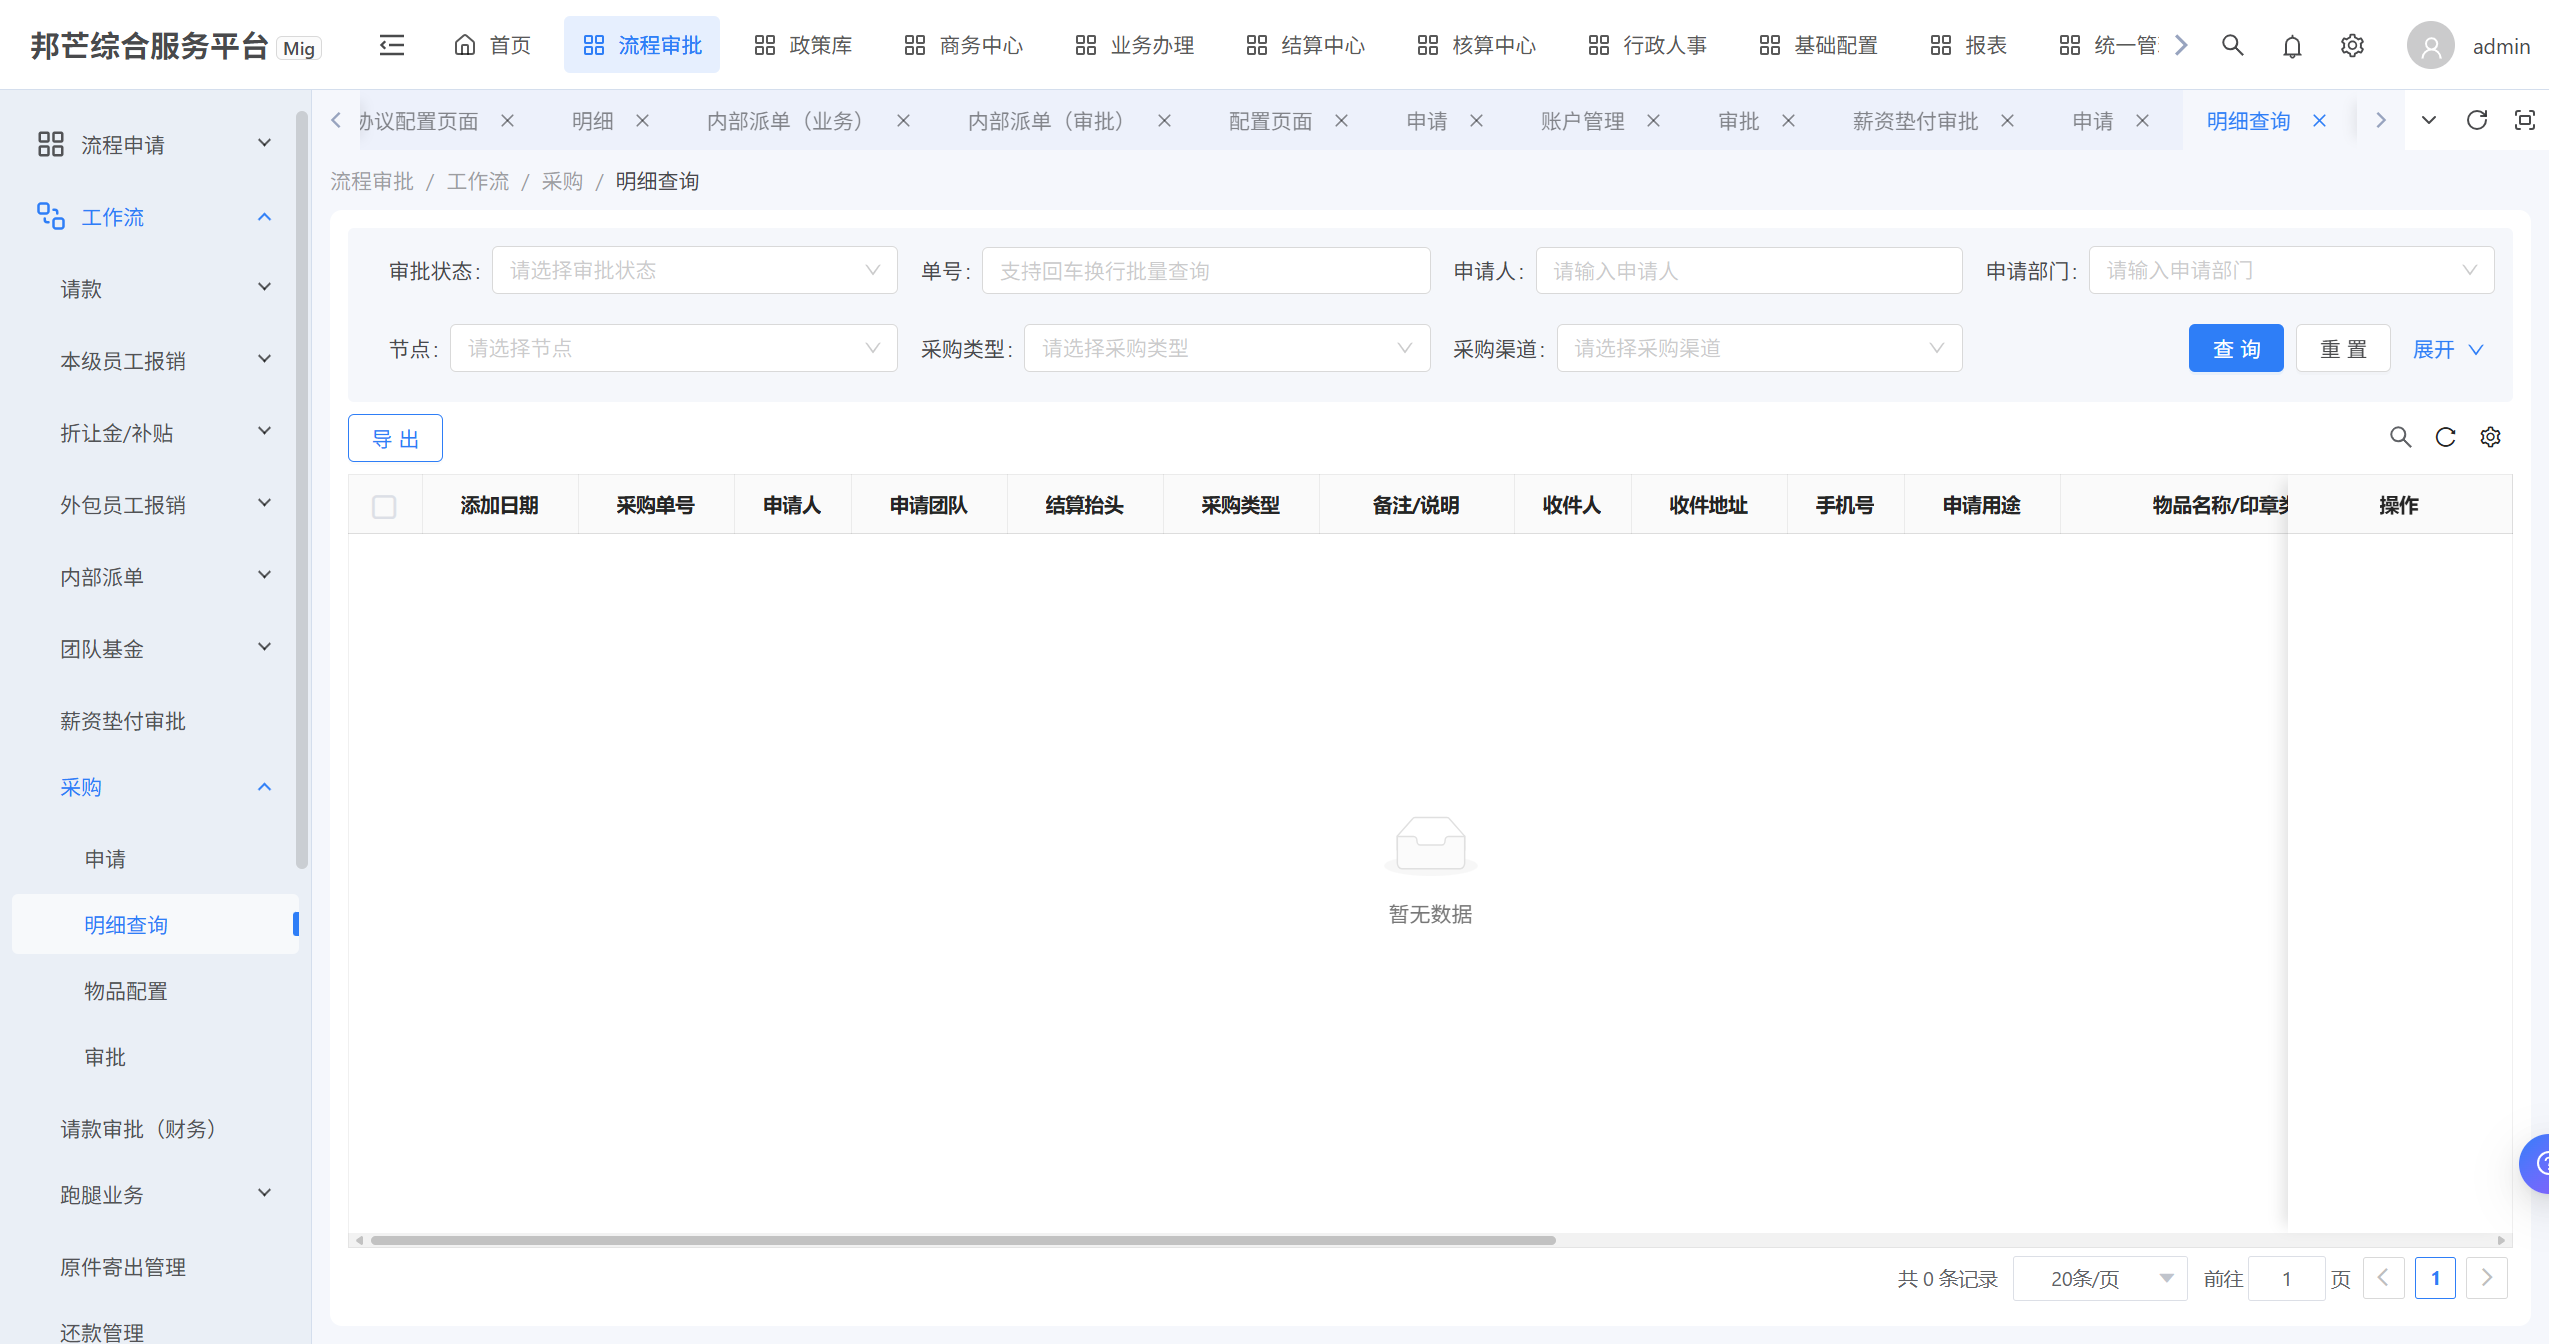 邦芒综合服务平台 Mig 首页 流程审批 政策库 商务中心 业务办理 结算中心 核算中心 行政人事 基础配置 报表 统一管 admin
协议配置页面 明细 内部派单（业务） 内部派单（审批） 配置页面 申请 账户管理 审批 薪资垫付审批 申请 明细查询
流程审批 / 工作流 / 采购 / 明细查询
流程申请
工作流
请款
本级员工报销
折让金/补贴
外包员工报销
内部派单
团队基金
薪资垫付审批
采购
申请
明细查询
物品配置
审批
请款审批（财务）
跑腿业务
原件寄出管理
还款管理
审批状态: 请选择审批状态 单号: 支持回车换行批量查询 申请人: 请输入申请人 申请部门: 请输入申请部门
节点: 请选择节点 采购类型: 请选择采购类型 采购渠道: 请选择采购渠道 查 询 重 置 展开
导 出
添加日期 采购单号 申请人 申请团队 结算抬头 采购类型 备注/说明 收件人 收件地址 手机号 申请用途 物品名称/印章 操作
暂无数据
共 0 条记录 20条/页 前往 1 页 1